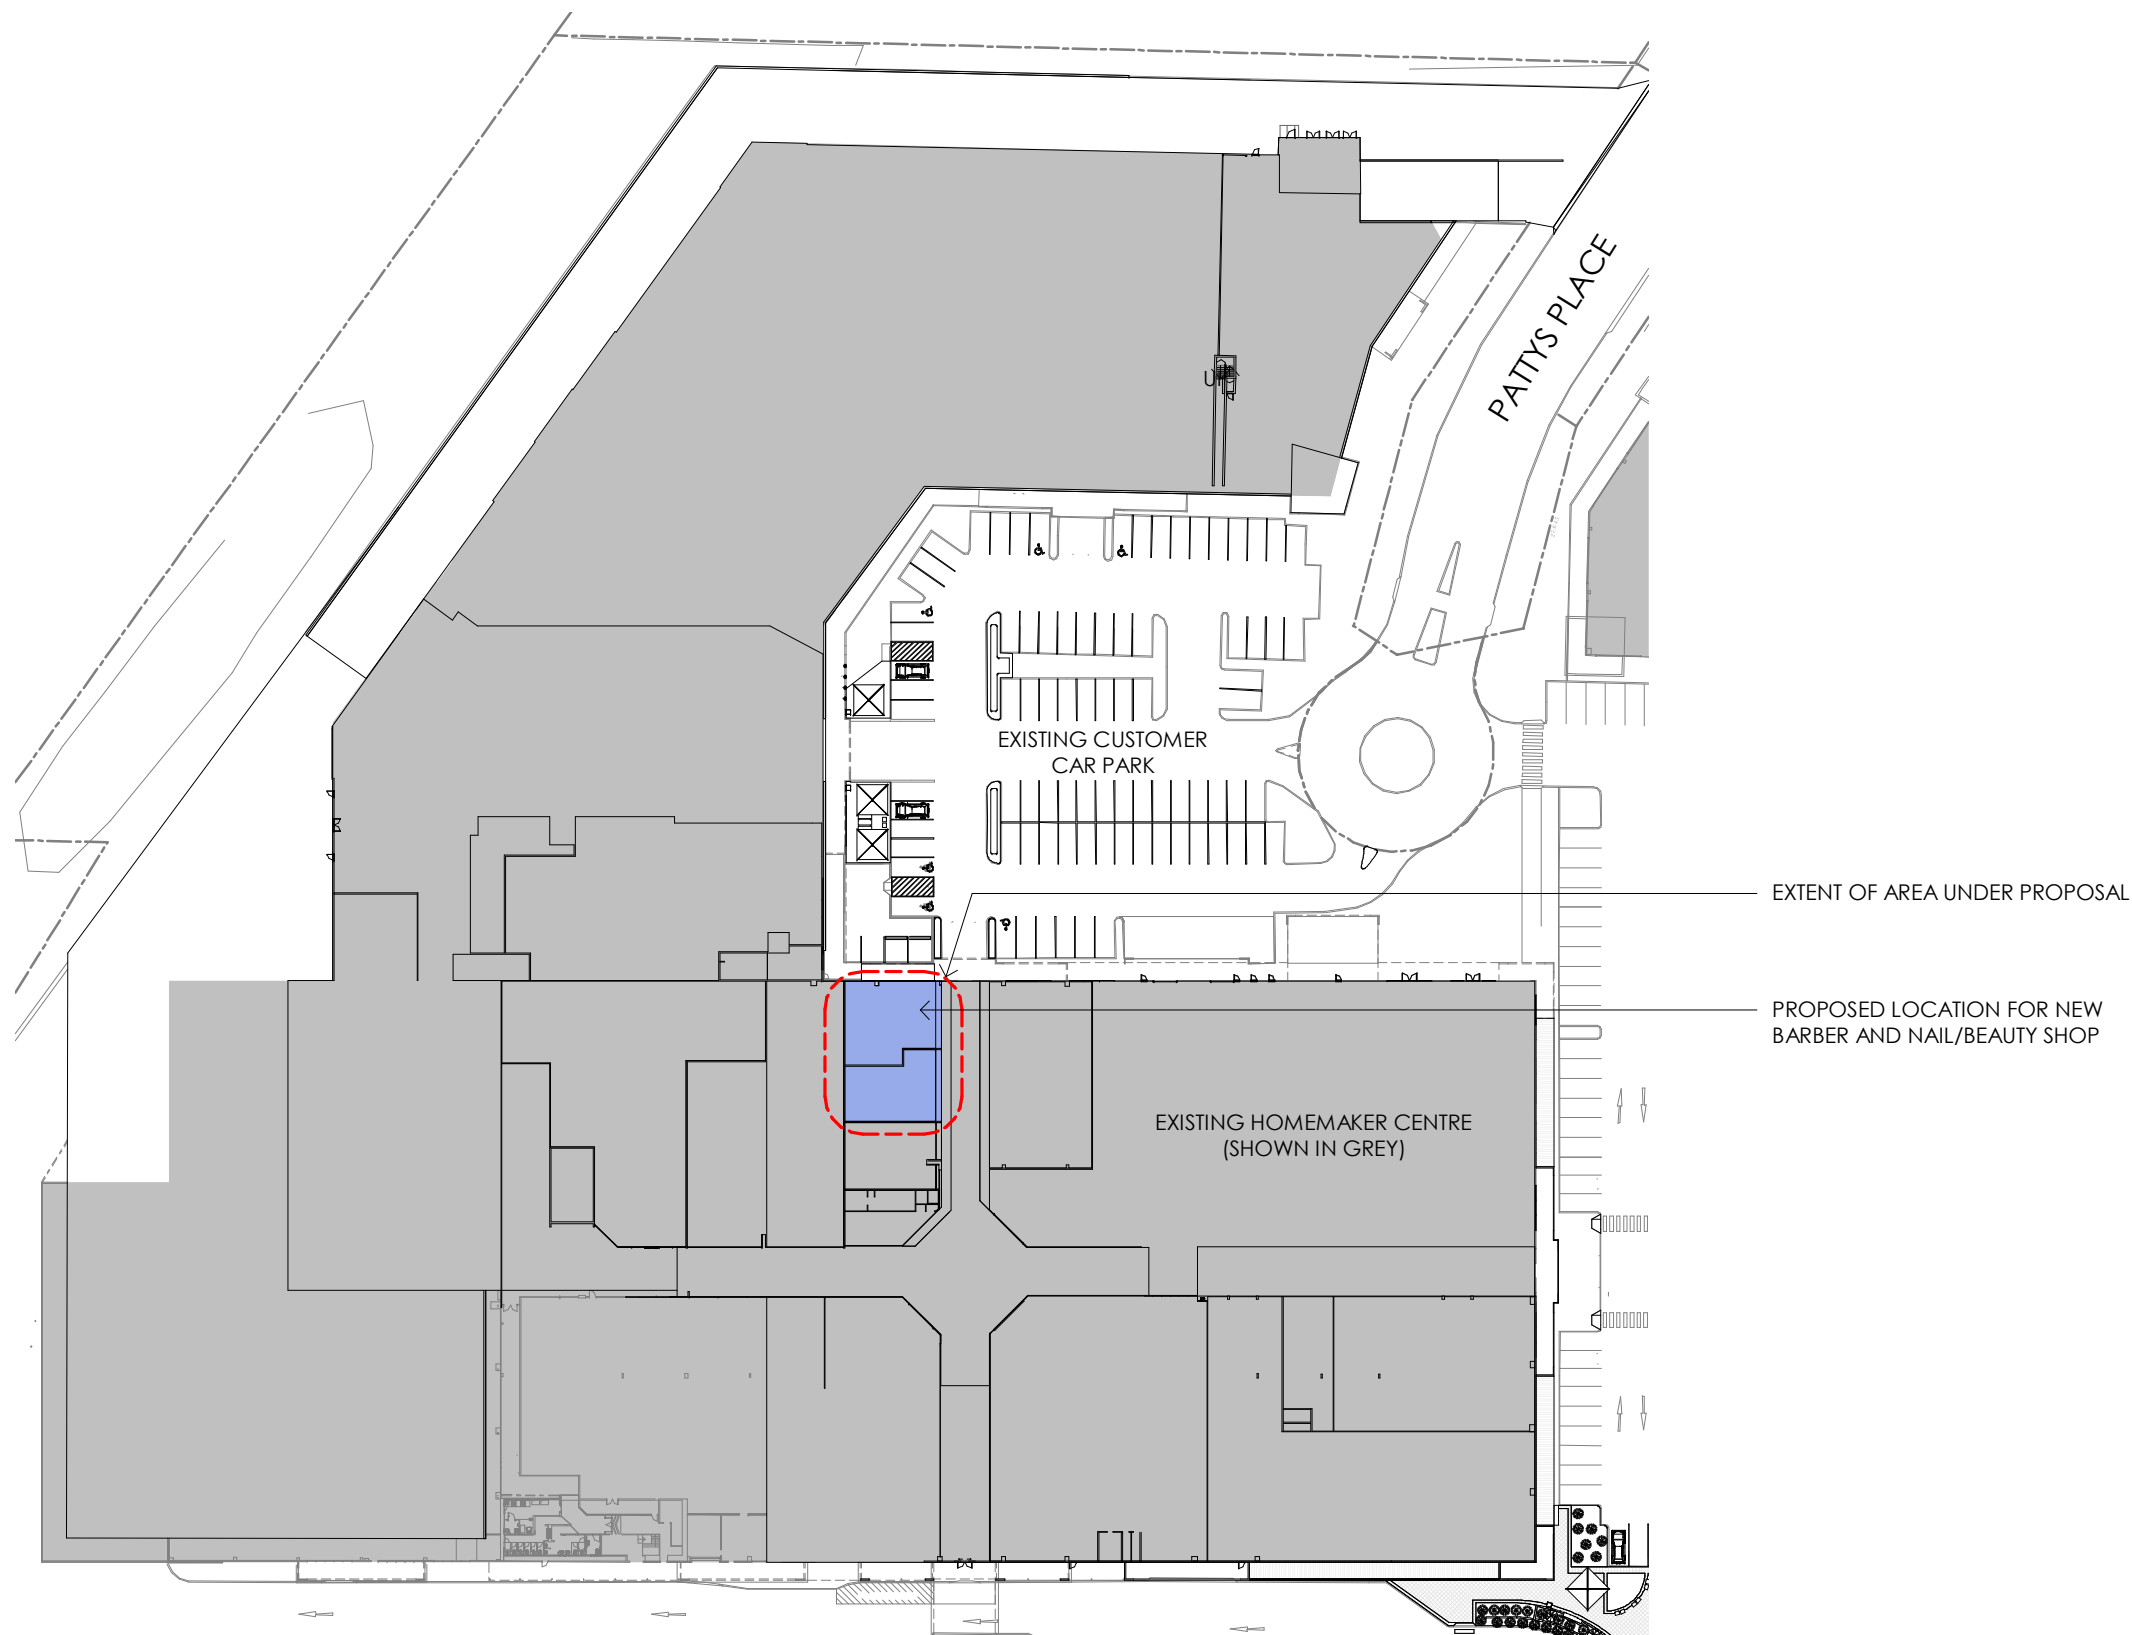 PATTYS PLACE
EXISTING CUSTOMER
CAR PARK
EXTENT OF AREA UNDER PROPOSAL
PROPOSED LOCATION FOR NEW
BARBER AND NAIL/BEAUTY SHOP
EXISTING HOMEMAKER CENTRE
(SHOWN IN GREY)